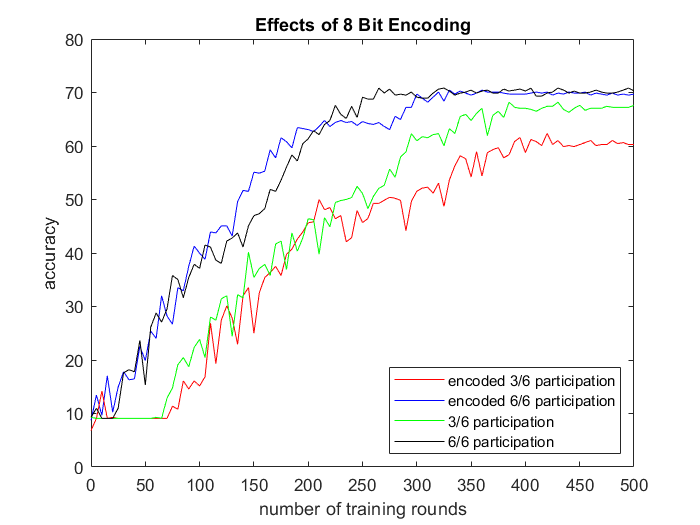 Effects of 8 Bit Encoding
80
70
60
50
40
30
20
10
0
accuracy
encoded 3/6 participation
encoded 6/6 participation
3/6 participation
6/6 participation
0 50 100 150 200 250 300 350 400 450 500
number of training rounds